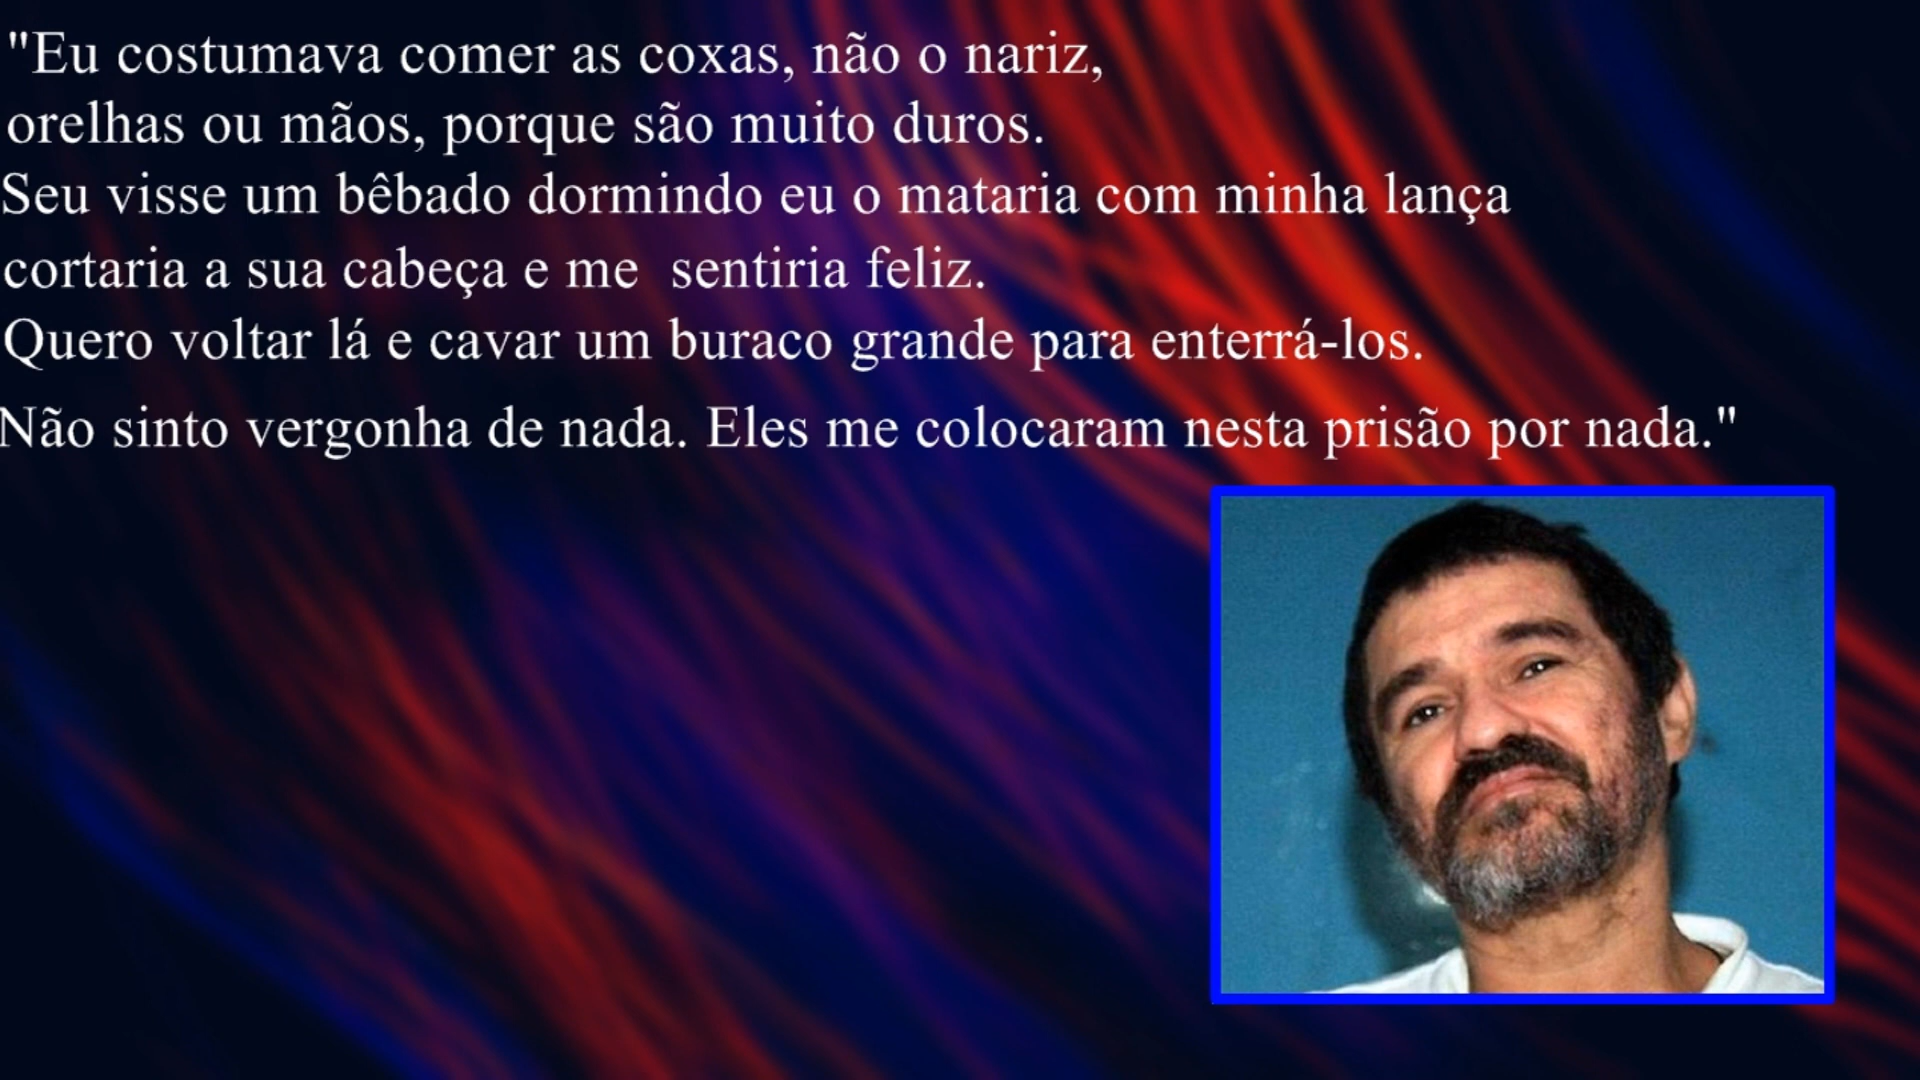 "Eu costumava comer as coxas, não o nariz,
orelhas ou mãos, porque são muito duros.
Seu visse um bêbado dormindo eu o mataria com minha lança
cortaria a sua cabeça e me  sentiria feliz.
Quero voltar lá e cavar um buraco grande para enterrá-los.
Não sinto vergonha de nada. Eles me colocaram nesta prisão por nada."